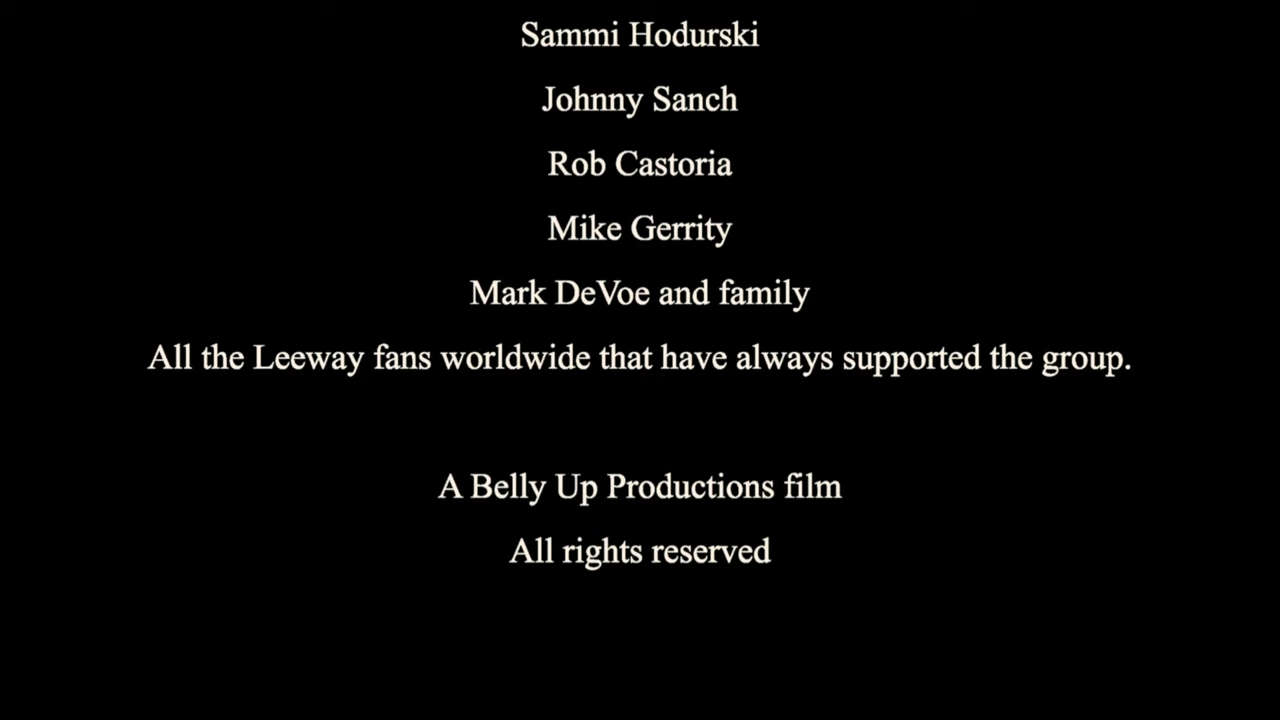 Sammi Hodurski
Johnny Sanch
Rob Castoria
Mike Gerrity
Mark DeVoe and family
All the Leeway fans worldwide that have always supported the group.
A Belly Up Productions film
All rights reserved